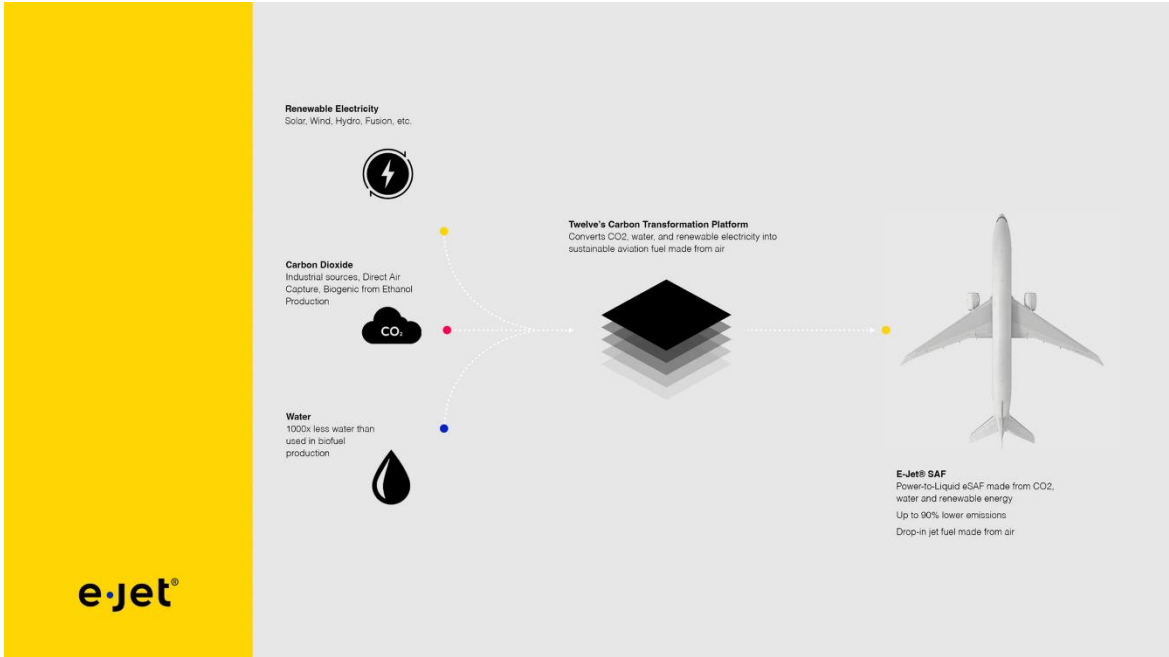 Renewable Electricity
Solar, Wind, Hydro, Fusion, etc.
Carbon Dioxide
Industrial sources, Direct Air
Capture, Biogenic from Ethanol
Production
CO₂
Water
1000x less water than
used in biofuel
production
Twelve's Carbon Transformation Platform
Converts CO2, water, and renewable electricity into
sustainable aviation fuel made from air
E-Jet® SAF
Power-to-Liquid eSAF made from CO2,
water and renewable energy
Up to 90% lower emissions
Drop-in jet fuel made from air
e·jet®